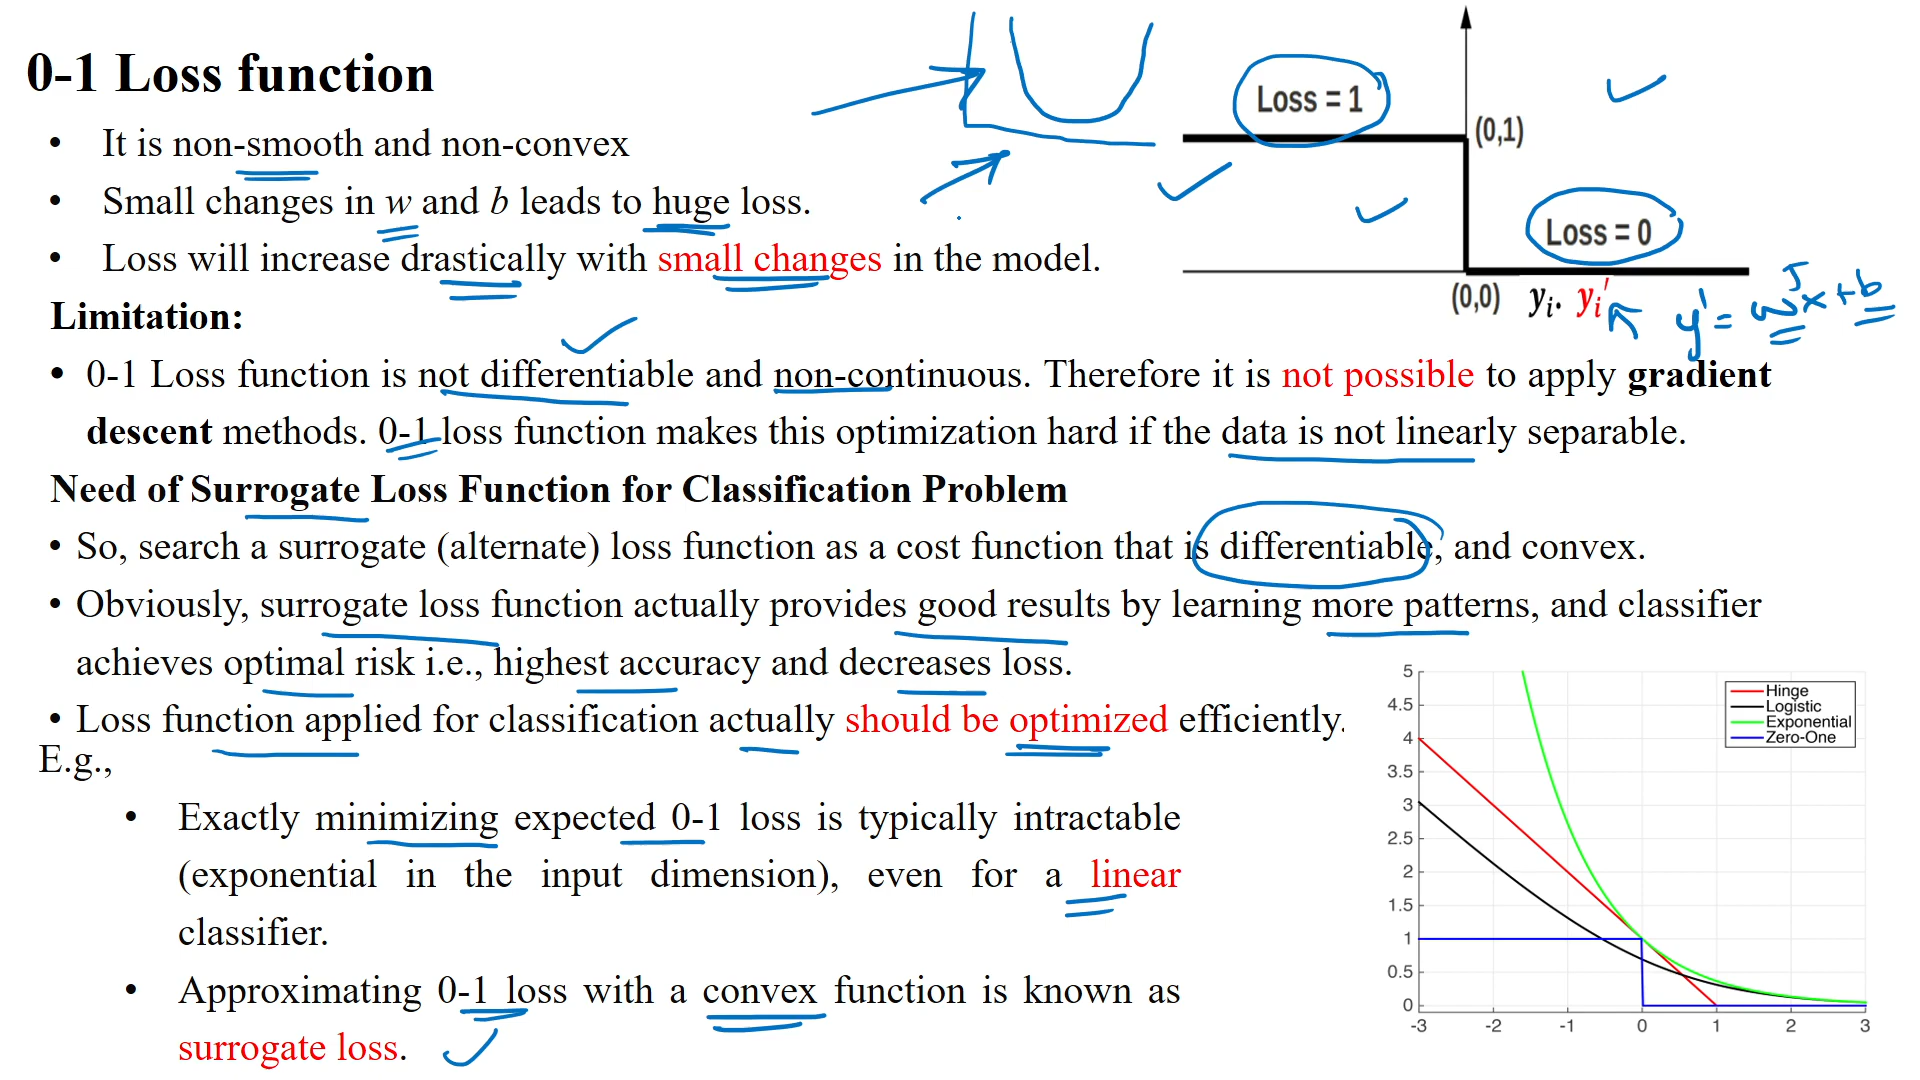 0-1 Loss function
• It is non-smooth and non-convex
• Small changes in w and b leads to huge loss.
• Loss will increase drastically with small changes in the model.
Loss = 1
(0,1)
Loss = 0
(0,0) yi. yi'
y' = wᵀx + b
Limitation:
• 0-1 Loss function is not differentiable and non-continuous. Therefore it is not possible to apply gradient
descent methods. 0-1 loss function makes this optimization hard if the data is not linearly separable.
Need of Surrogate Loss Function for Classification Problem
• So, search a surrogate (alternate) loss function as a cost function that is differentiable, and convex.
• Obviously, surrogate loss function actually provides good results by learning more patterns, and classifier
achieves optimal risk i.e., highest accuracy and decreases loss.
• Loss function applied for classification actually should be optimized efficiently.
E.g.,
• Exactly minimizing expected 0-1 loss is typically intractable
(exponential in the input dimension), even for a linear
classifier.
• Approximating 0-1 loss with a convex function is known as
surrogate loss.
5
4.5
4
3.5
3
2.5
2
1.5
1
0.5
0
-3 -2 -1 0 1 2 3
Hinge
Logistic
Exponential
Zero-One